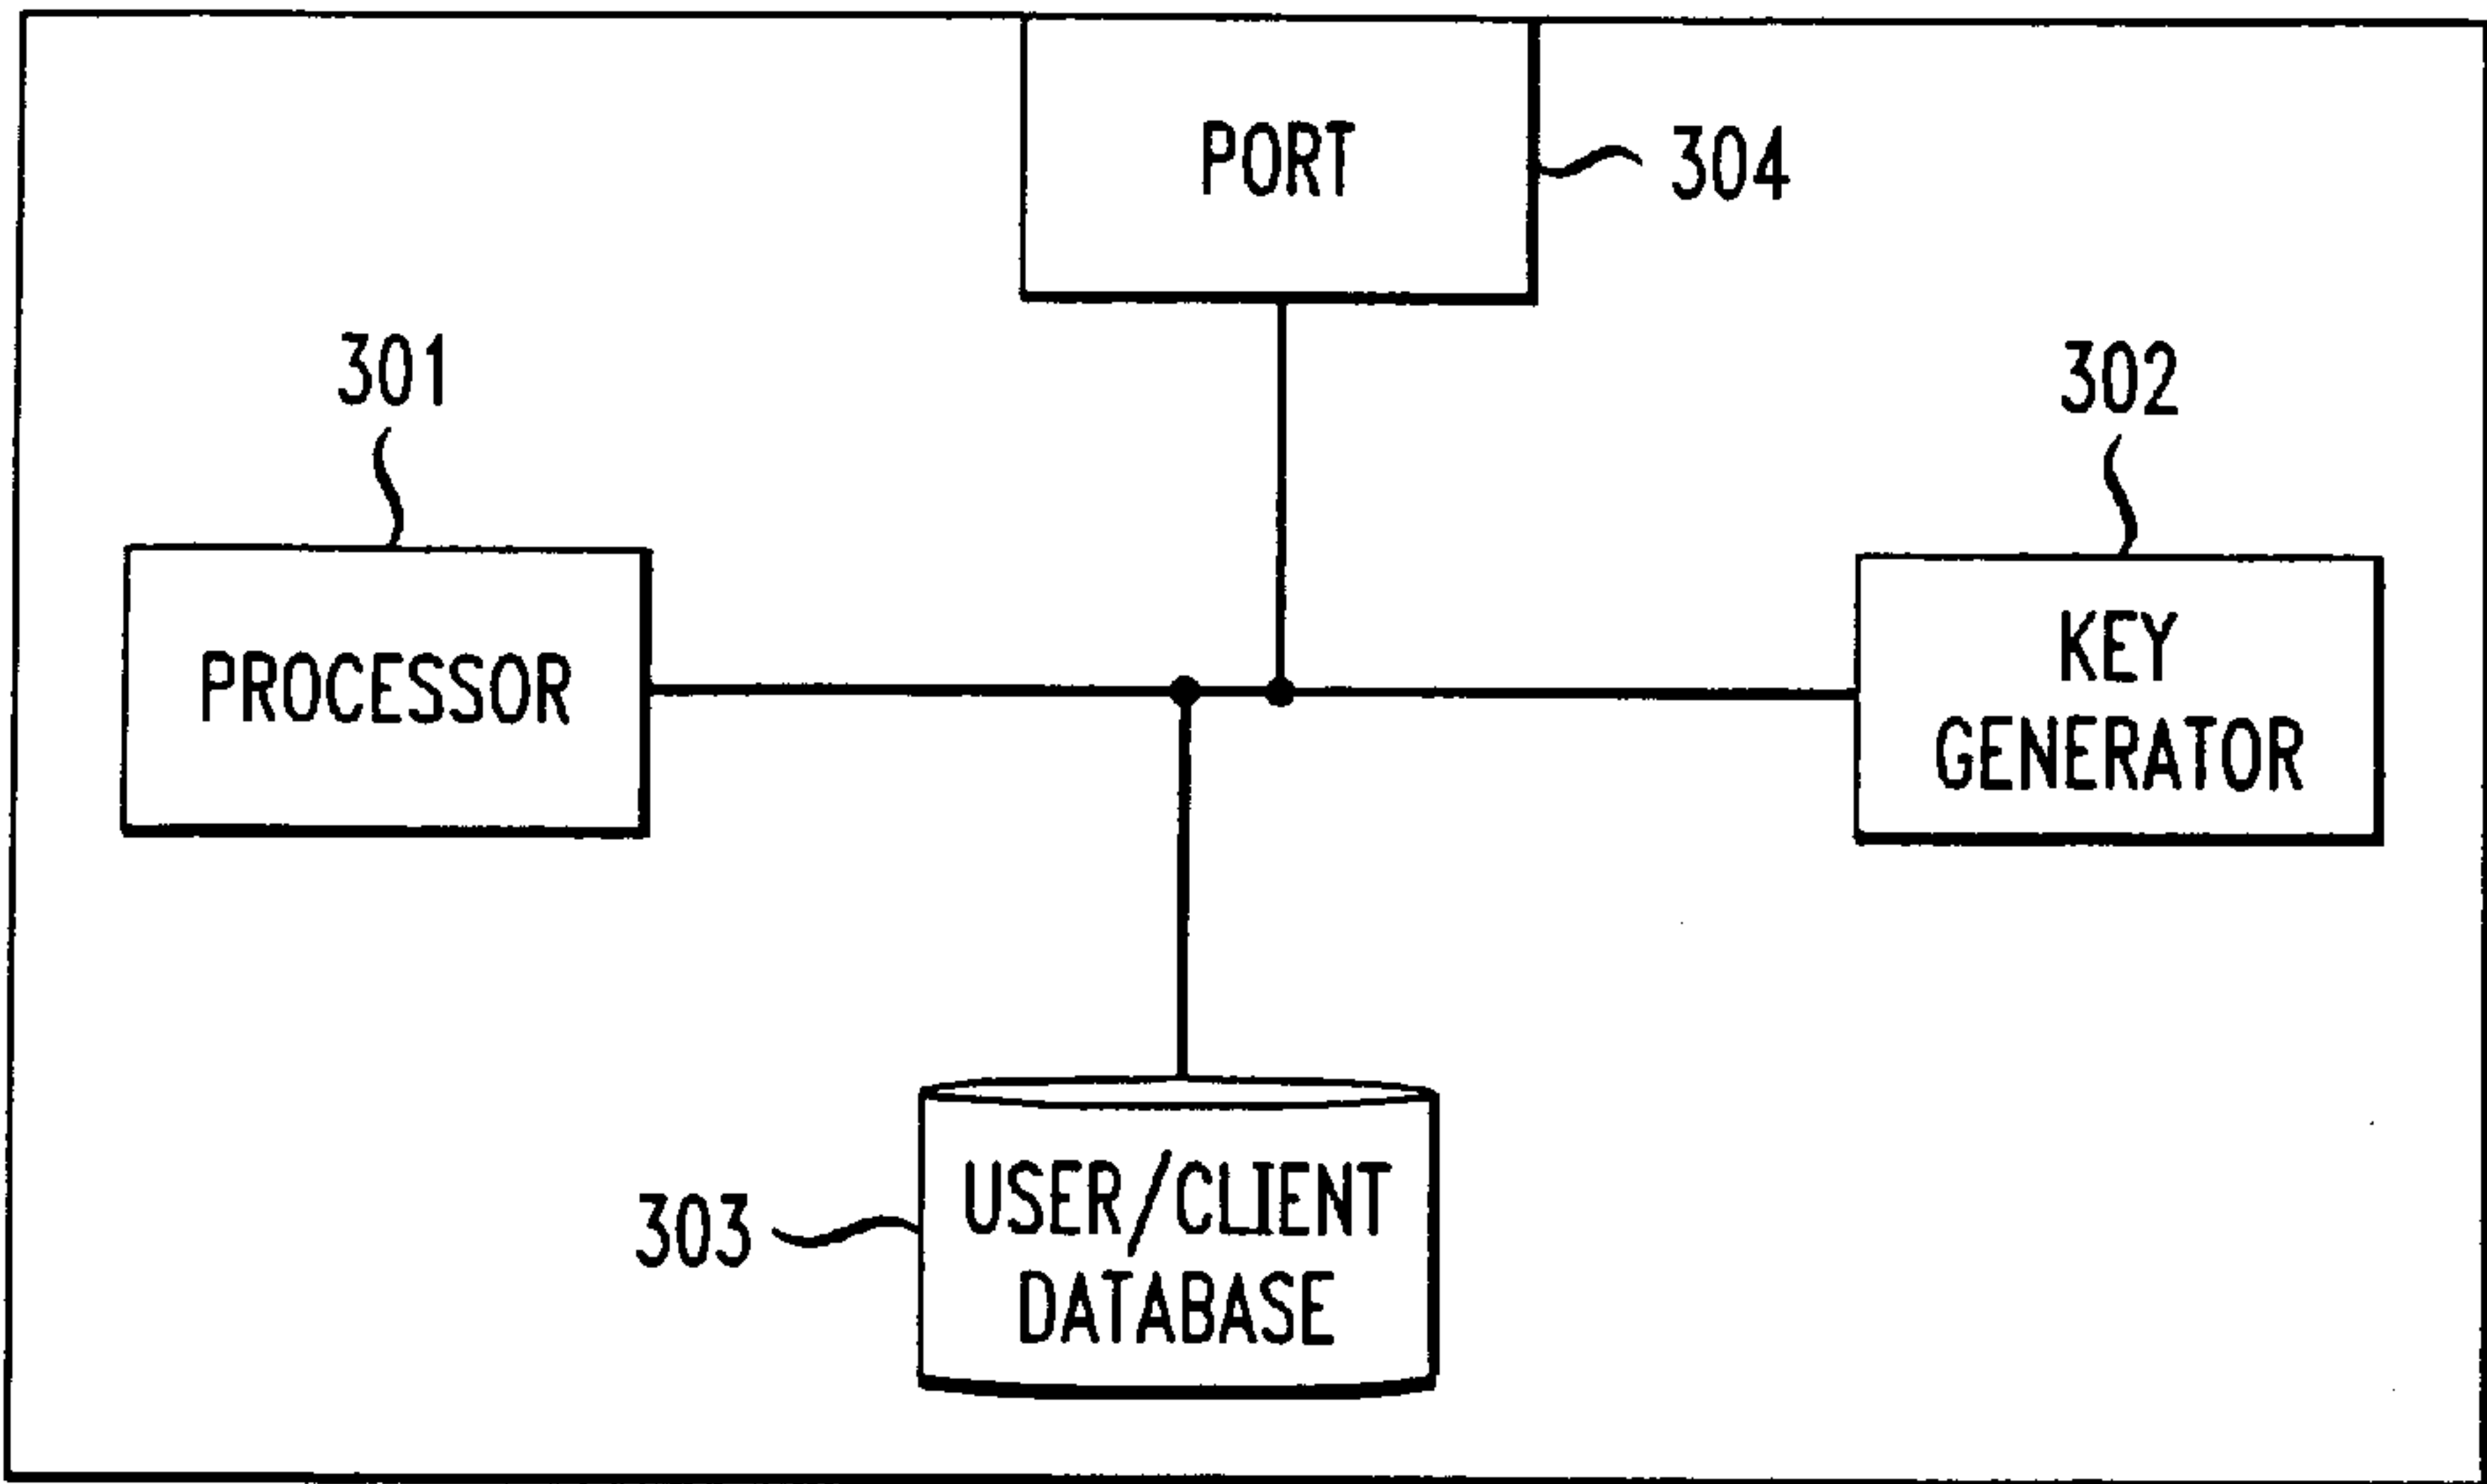 PORT
304
301
302
PROCESSOR
KEY
GENERATOR
303
USER/CLIENT
DATABASE